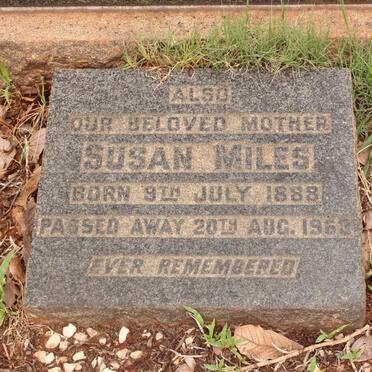 ALSO
OUR BELOVED MOTHER
SUSAN MILES
BORN 9TH JULY 1888
PASSED AWAY 20TH AUG.
EVER REMEMBERED